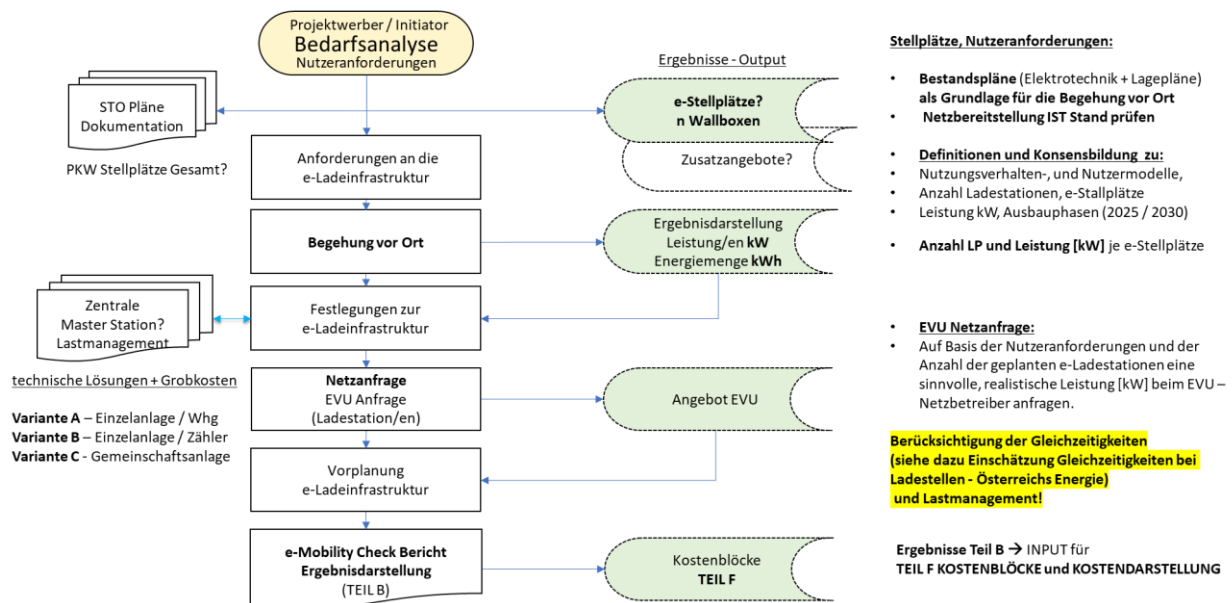 Projektwerber / Initiator
Bedarfsanalyse
Nutzeranforderungen
STO Pläne
Dokumentation
PKW Stellplätze Gesamt?
Ergebnisse - Output
e-Stellplätze?
n Wallboxen
Zusatzangebote?
Anforderungen an die
e-Ladeinfrastruktur
Begehung vor Ort
Ergebnisdarstellung
Leistung/en kW
Energiemenge kWh
Zentrale
Master Station?
Lastmanagement
Festlegungen zur
e-Ladeinfrastruktur
technische Lösungen + Grobkosten
Variante A – Einzelanlage / Whg
Variante B – Einzelanlage / Zähler
Variante C - Gemeinschaftsanlage
Netzanfrage
EVU Anfrage
(Ladestation/en)
Angebot EVU
Vorplanung
e-Ladeinfrastruktur
e-Mobility Check Bericht
Ergebnisdarstellung
(TEIL B)
Kostenblöcke
TEIL F
Stellplätze, Nutzeranforderungen:
• Bestandspläne (Elektrotechnik + Lagepläne)
als Grundlage für die Begehung vor Ort
• Netzbereitstellung IST Stand prüfen
• Definitionen und Konsensbildung zu:
• Nutzungsverhalten-, und Nutzermodelle,
• Anzahl Ladestationen, e-Stallplätze
• Leistung kW, Ausbauphasen (2025 / 2030)
• Anzahl LP und Leistung [kW] je e-Stellplätze
• EVU Netzanfrage:
• Auf Basis der Nutzeranforderungen und der
Anzahl der geplanten e-Ladestationen eine
sinnvolle, realistische Leistung [kW] beim EVU –
Netzbetreiber anfragen.
Berücksichtigung der Gleichzeitigkeiten
(siehe dazu Einschätzung Gleichzeitigkeiten bei
Ladestellen - Österreichs Energie)
und Lastmanagement!
Ergebnisse Teil B → INPUT für
TEIL F KOSTENBLÖCKE und KOSTENDARSTELLUNG